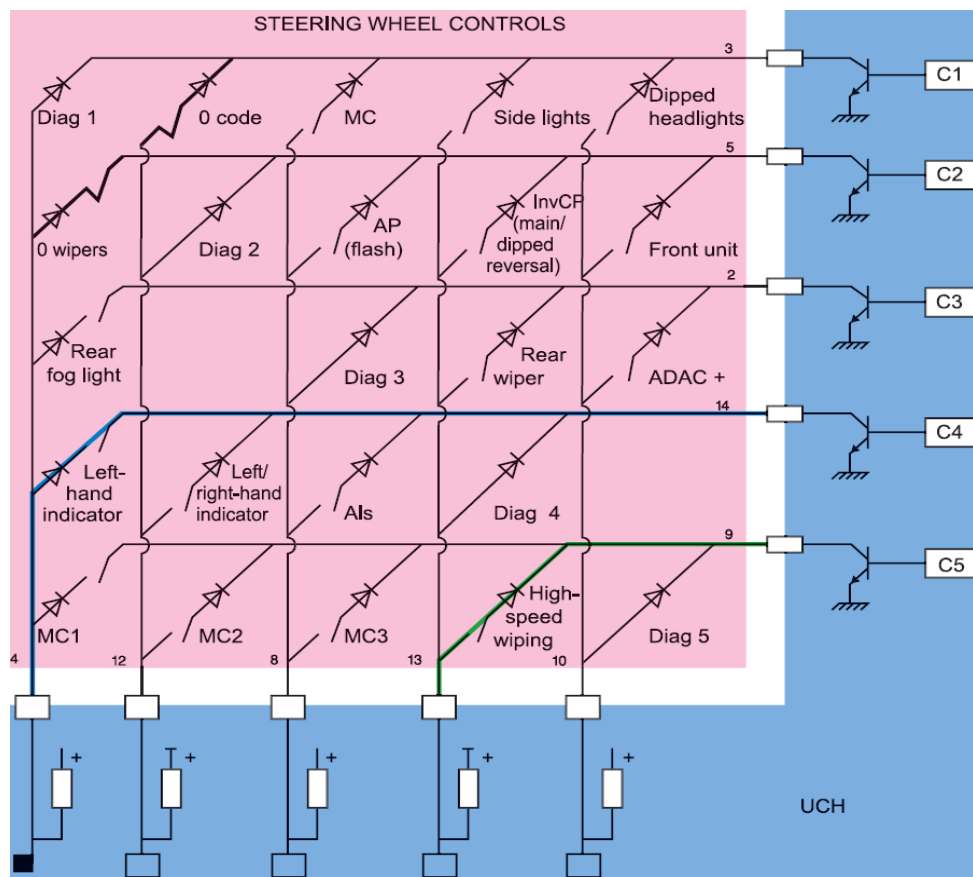 STEERING WHEEL CONTROLS
3
C1
Diag 1
0 code
MC
Side lights
Dipped
headlights
5
C2
0 wipers
Diag 2
AP
(flash)
InvCP
(main/
dipped
reversal)
Front unit
2
C3
Rear
fog light
Diag 3
Rear
wiper
ADAC +
14
C4
Left-
hand
indicator
Left/
right-hand
indicator
AIs
Diag 4
9
C5
MC1
MC2
MC3
High-
speed
wiping
Diag 5
4
12
8
13
10
+
+
+
+
+
UCH